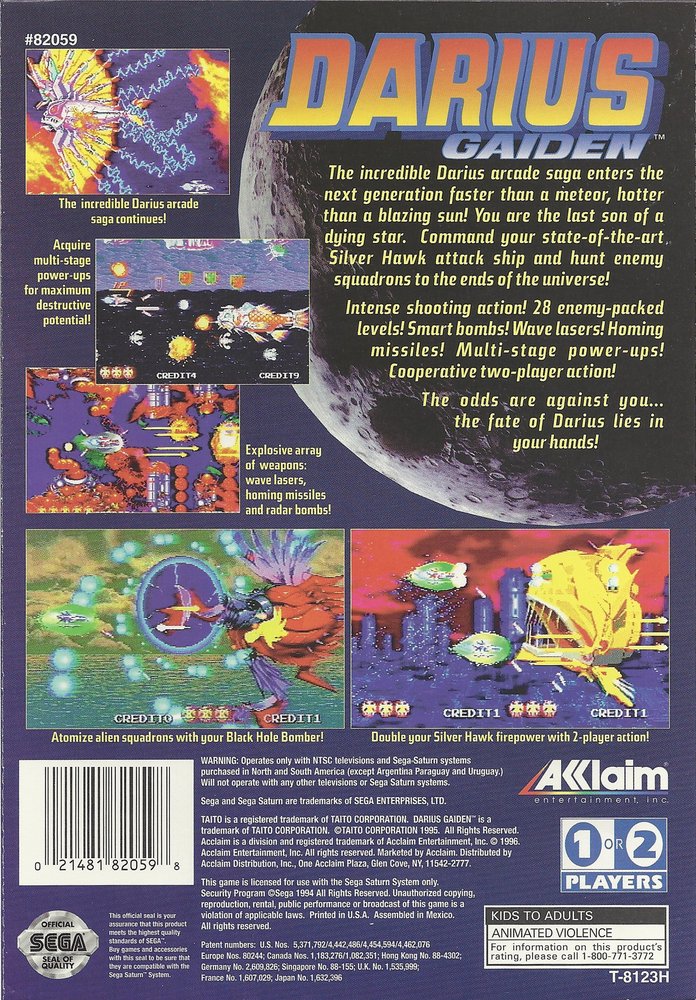 #82059
DARIUS
GAIDEN™
The incredible Darius arcade
saga continues!
The incredible Darius arcade saga enters the
next generation faster than a meteor, hotter
than a blazing sun! You are the last son of a
dying star. Command your state-of-the-art
Silver Hawk attack ship and hunt enemy
squadrons to the ends of the universe!
Intense shooting action! 28 enemy-packed
levels! Smart bombs! Wave lasers! Homing
missiles! Multi-stage power-ups!
Cooperative two-player action!
The odds are against you...
the fate of Darius lies in
your hands!
Acquire
multi-stage
power-ups
for maximum
destructive
potential!
CREDIT4 CREDIT9
Explosive array
of weapons:
wave lasers,
homing missiles
and radar bombs!
CREDIT0 CREDIT1
CREDIT1 CREDIT1
Atomize alien squadrons with your Black Hole Bomber!
Double your Silver Hawk firepower with 2-player action!
WARNING: Operates only with NTSC televisions and Sega-Saturn systems
purchased in North and South America (except Argentina Paraguay and Uruguay.)
Will not operate with any other televisions or Sega Saturn systems.
Sega and Sega Saturn are trademarks of SEGA ENTERPRISES, LTD.
TAITO is a registered trademark of TAITO CORPORATION. DARIUS GAIDEN™ is a
trademark of TAITO CORPORATION. ©TAITO CORPORATION 1995. All Rights Reserved.
Acclaim is a division and registered trademark of Acclaim Entertainment, Inc. © 1996.
Acclaim Entertainment, Inc. All rights reserved. Marketed by Acclaim. Distributed by
Acclaim Distribution, Inc., One Acclaim Plaza, Glen Cove, NY, 11542-2777.
This game is licensed for use with the Sega Saturn System only.
Security Program ©Sega 1994 All Rights Reserved. Unauthorized copying,
reproduction, rental, public performance or broadcast of this game is a
violation of applicable laws. Printed in U.S.A. Assembled in Mexico.
All rights reserved.
Patent numbers: U.S. Nos. 5,371,792/4,442,486/4,454,594/4,462,076
Europe Nos. 80244; Canada Nos. 1,183,276/1,082,351; Hong Kong No. 88-4302;
Germany No. 2,609,826; Singapore No. 88-155; U.K. No. 1,535,999;
France No. 1,607,029; Japan No. 1,632,396
0 21481 82059 8
OFFICIAL
SEGA
SEAL OF
QUALITY
This official seal is your
assurance that this product
meets the highest quality
standards of SEGA™.
Buy games and accessories
with this seal to be sure that
they are compatible with the
Sega Saturn™ System.
AKKlaim®
entertainment, inc.
1 OR 2
PLAYERS
KIDS TO ADULTS
ANIMATED VIOLENCE
For information on this product's
rating, please call 1-800-771-3772
T-8123H